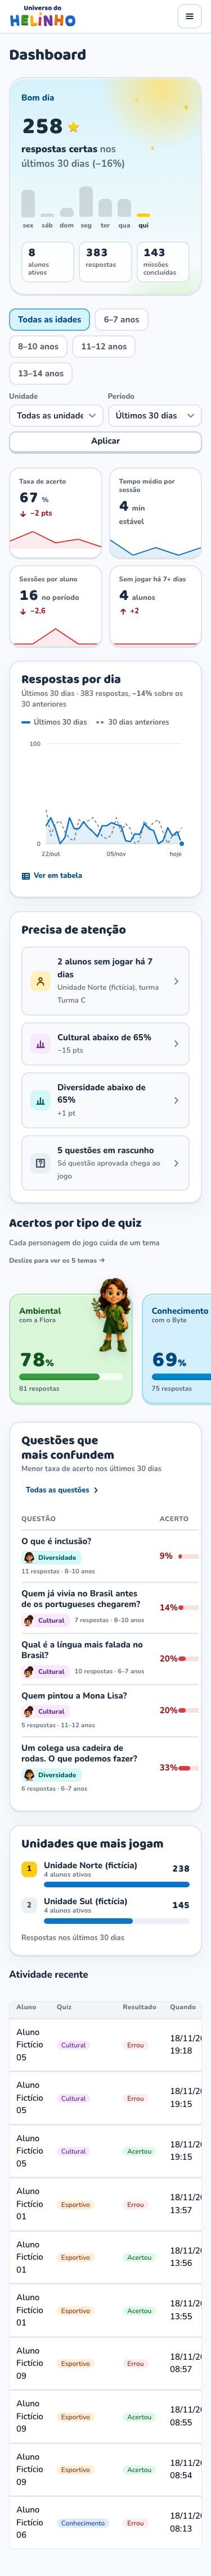 Universo do
HELINHO
Dashboard
Bom dia
258
respostas certas nos
últimos 30 dias (−16%)
sex sáb dom seg ter qua qui
8 alunos ativos
383 respostas
143 missões concluídas
Todas as idades
6–7 anos
8–10 anos
11–12 anos
13–14 anos
Unidade
Período
Todas as unidade
Últimos 30 dias
Aplicar
Taxa de acerto
67 %
−2 pts
Tempo médio por sessão
4 min
estável
Sessões por aluno
16 no período
−2,6
Sem jogar há 7+ dias
4 alunos
+2
Respostas por dia
Últimos 30 dias · 383 respostas, −14% sobre os
30 anteriores
Últimos 30 dias
30 dias anteriores
100
0
22/out
05/nov
hoje
Ver em tabela
Precisa de atenção
2 alunos sem jogar há 7
dias
Unidade Norte (fictícia), turma
Turma C
Cultural abaixo de 65%
−15 pts
Diversidade abaixo de
65%
+1 pt
5 questões em rascunho
Só questão aprovada chega ao
jogo
Acertos por tipo de quiz
Cada personagem do jogo cuida de um tema
Deslize para ver os 5 temas →
Ambiental
com a Flora
78%
81 respostas
Conhecimento
com o Byte
69%
75 respostas
Questões que
mais confundem
Menor taxa de acerto nos últimos 30 dias
Todas as questões
QUESTÃO
ACERTO
O que é inclusão?
Diversidade
11 respostas · 8–10 anos
9%
Quem já vivia no Brasil antes
de os portugueses chegarem?
Cultural
7 respostas · 8–10 anos
14%
Qual é a língua mais falada no
Brasil?
Cultural
10 respostas · 6–7 anos
20%
Quem pintou a Mona Lisa?
Cultural
5 respostas · 11–12 anos
20%
Um colega usa cadeira de
rodas. O que podemos fazer?
Diversidade
6 respostas · 6–7 anos
33%
Unidades que mais jogam
1
Unidade Norte (fictícia)
4 alunos ativos
238
2
Unidade Sul (fictícia)
4 alunos ativos
145
Respostas nos últimos 30 dias
Atividade recente
Aluno Quiz Resultado Quando
Aluno Fictício 05 Cultural Errou 18/11/20 19:18
Aluno Fictício 05 Cultural Errou 18/11/20 19:15
Aluno Fictício 05 Cultural Acertou 18/11/20 19:15
Aluno Fictício 01 Esportivo Errou 18/11/20 13:57
Aluno Fictício 01 Esportivo Acertou 18/11/20 13:56
Aluno Fictício 01 Esportivo Acertou 18/11/20 13:55
Aluno Fictício 09 Esportivo Errou 18/11/20 08:57
Aluno Fictício 09 Esportivo Acertou 18/11/20 08:55
Aluno Fictício 09 Esportivo Acertou 18/11/20 08:54
Aluno Fictício 06 Conhecimento Errou 18/11/20 08:13